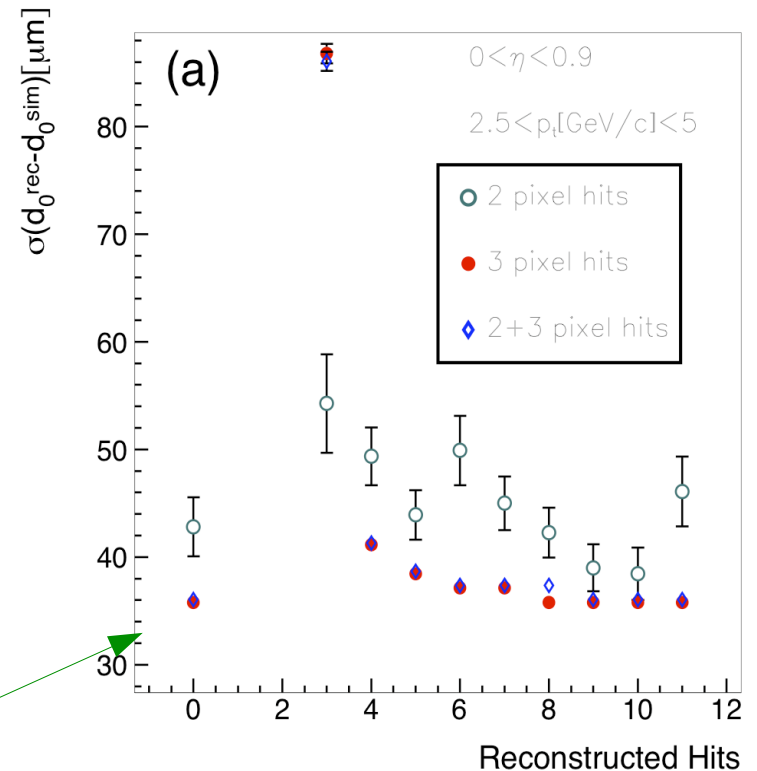 (a)
0<η<0.9
2.5<pt[GeV/c]<5
2 pixel hits
3 pixel hits
2+3 pixel hits
σ(d0rec-d0sim)[μm]
80
70
60
50
40
30
0 2 4 6 8 10 12
Reconstructed Hits